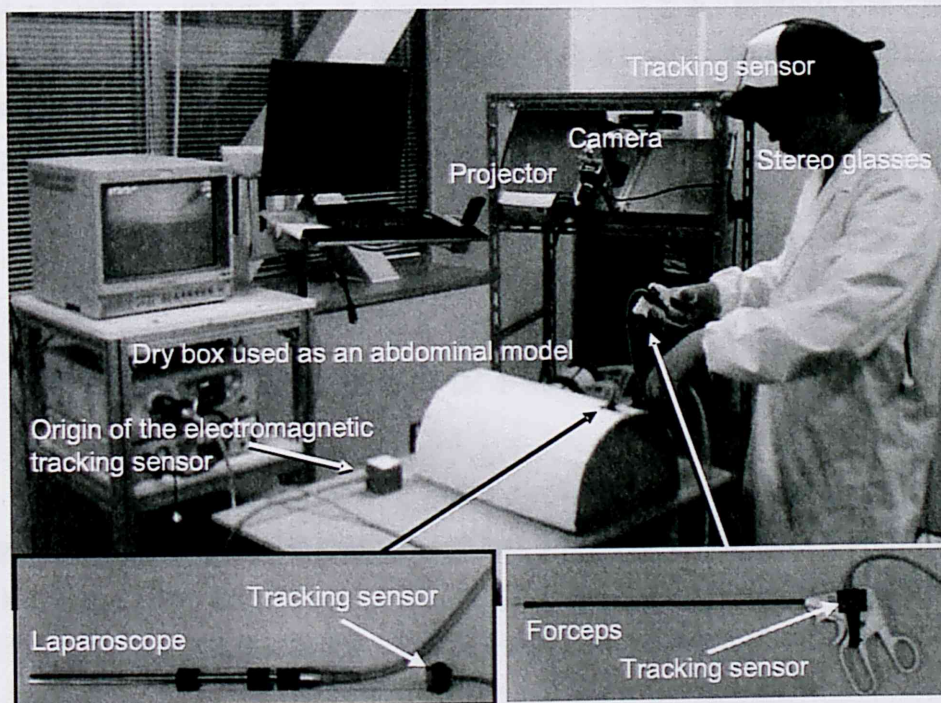 Tracking sensor
Camera
Projector
Stereo glasses
Dry box used as an abdominal model
Origin of the electromagnetic
tracking sensor
Tracking sensor
Laparoscope
Forceps
Tracking sensor